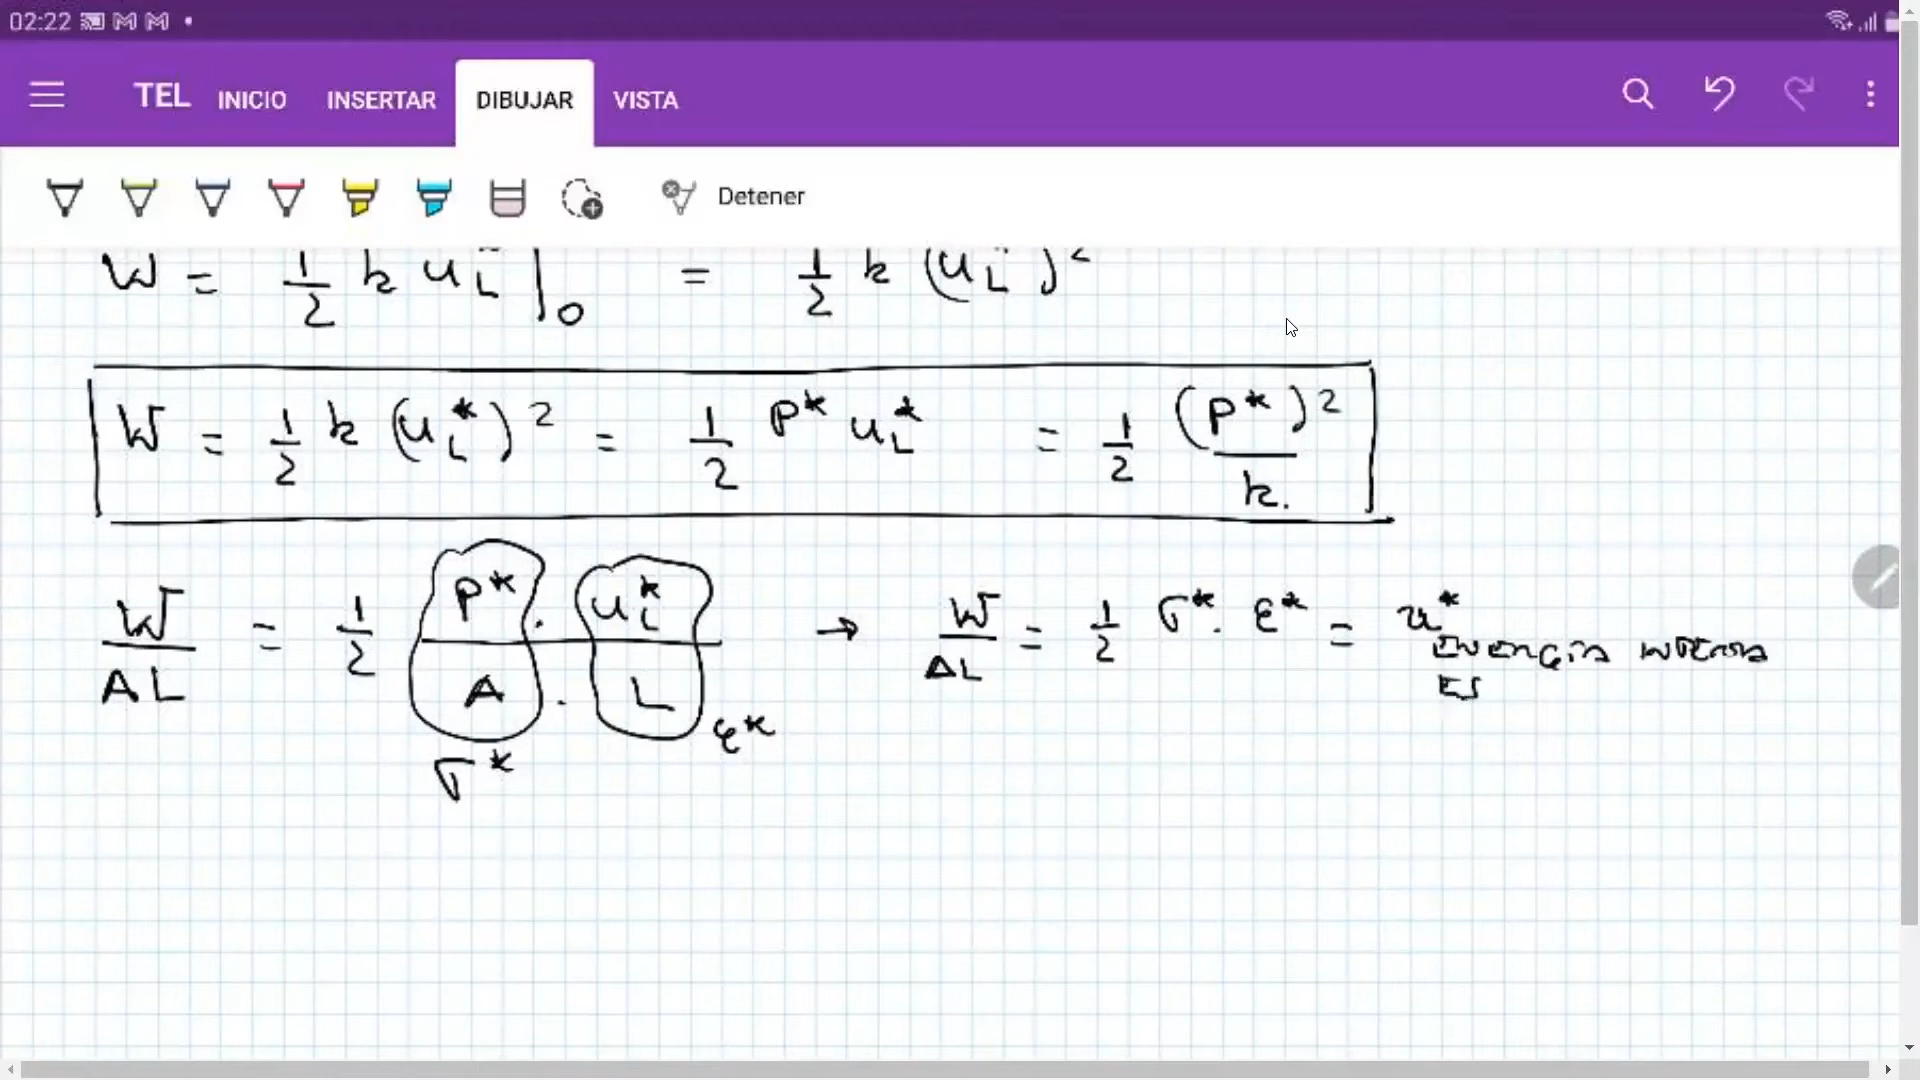 02:22
TEL INICIO INSERTAR DIBUJAR VISTA
Detener
W = 1/2 k u_L |_0 = 1/2 k (u_L)^2
W = 1/2 k (u_L^*)^2 = 1/2 P^* u_L^* = 1/2 (P^*)^2/k.
W/AL = 1/2 P^*/A · u_L^*/L → W/AL = 1/2 σ^* · ε^* = u^*
ENERGÍA INTERNA
ε^*
σ^*